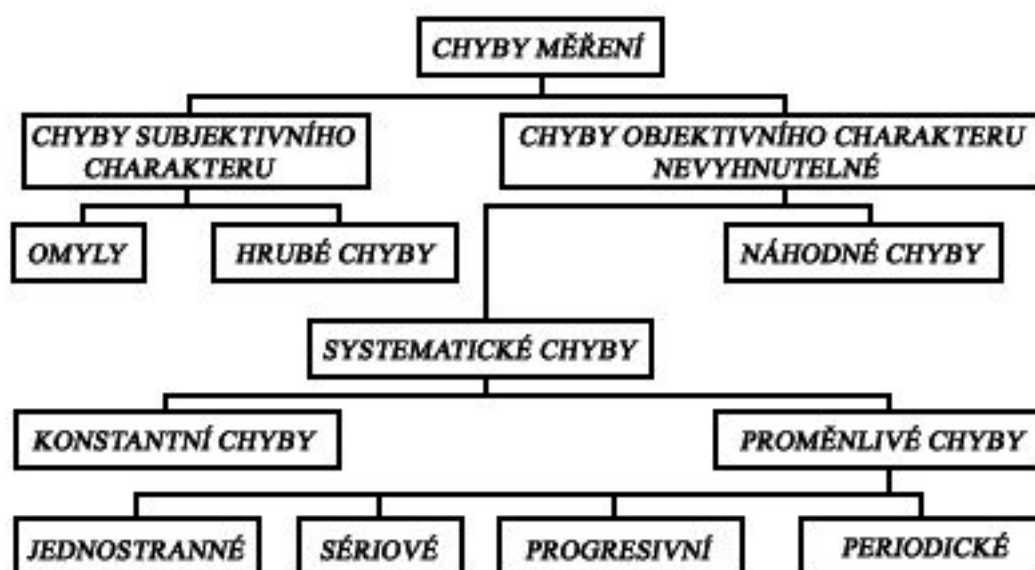 CHYBY MĚŘENÍ
CHYBY SUBJEKTIVNÍHO
CHARAKTERU
CHYBY OBJEKTIVNÍHO CHARAKTERU
NEVYHNUTELNÉ
OMYLY
HRUBÉ CHYBY
NÁHODNÉ CHYBY
SYSTEMATICKÉ CHYBY
KONSTANTNÍ CHYBY
PROMĚNLIVÉ CHYBY
JEDNOSTRANNÉ
SÉRIOVÉ
PROGRESIVNÍ
PERIODICKÉ